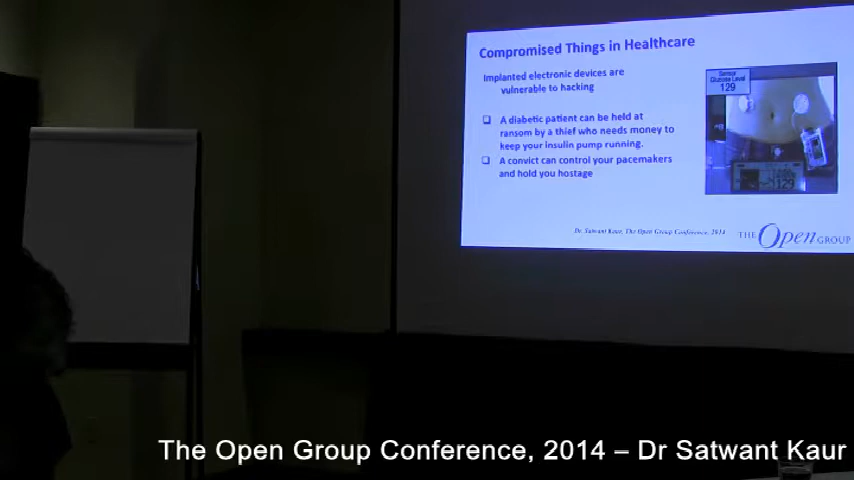 Compromised Things in Healthcare
Implanted electronic devices are
vulnerable to hacking
A diabetic patient can be held at
ransom by a thief who needs money to
keep your insulin pump running.
A convict can control your pacemakers
and hold you hostage
Sensor
Glucose Level
129
129
Dr. Satwant Kaur, The Open Group Conference, 2014
THE Open GROUP
The Open Group Conference, 2014 – Dr Satwant Kaur